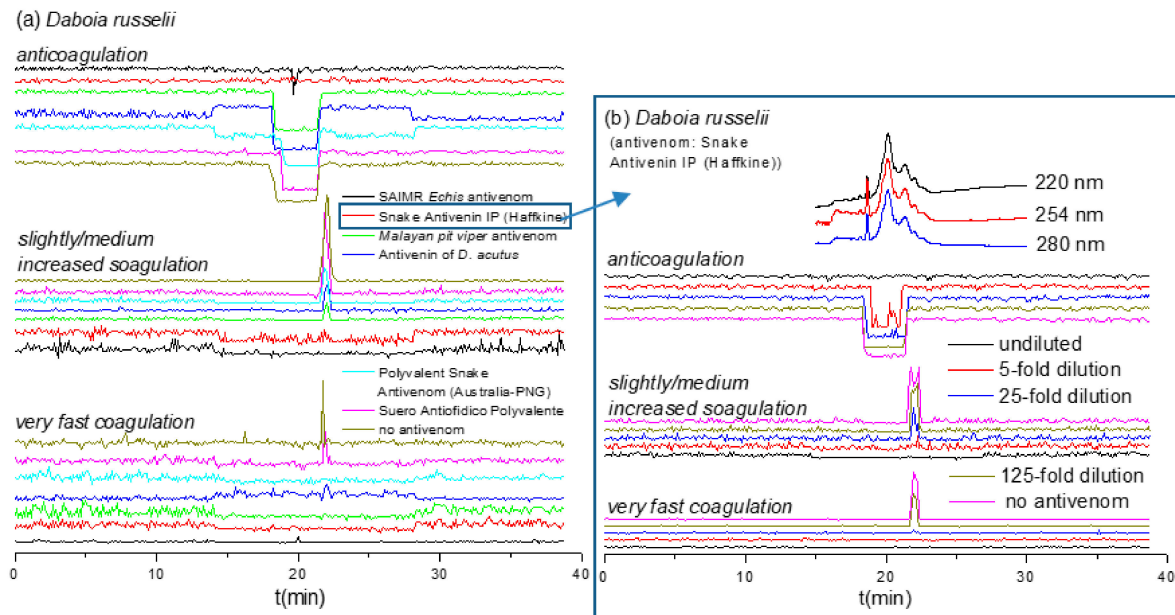 (a) Daboia russelii
anticoagulation
SAIMR Echis antivenom
Snake Antivenin IP (Haffkine)
Malayan pit viper antivenom
Antivenin of D. acutus
slightly/medium
increased soagulation
Polyvalent Snake
Antivenom (Australia-PNG)
Suero Antiofidico Polyvalente
no antivenom
very fast coagulation
0
10
20
30
40
t(min)
(b) Daboia russelii
(antivenom: Snake
Antivenin IP (Haffkine))
220 nm
254 nm
280 nm
anticoagulation
undiluted
5-fold dilution
25-fold dilution
slightly/medium
increased soagulation
125-fold dilution
no antivenom
very fast coagulation
0
10
20
30
40
t(min)